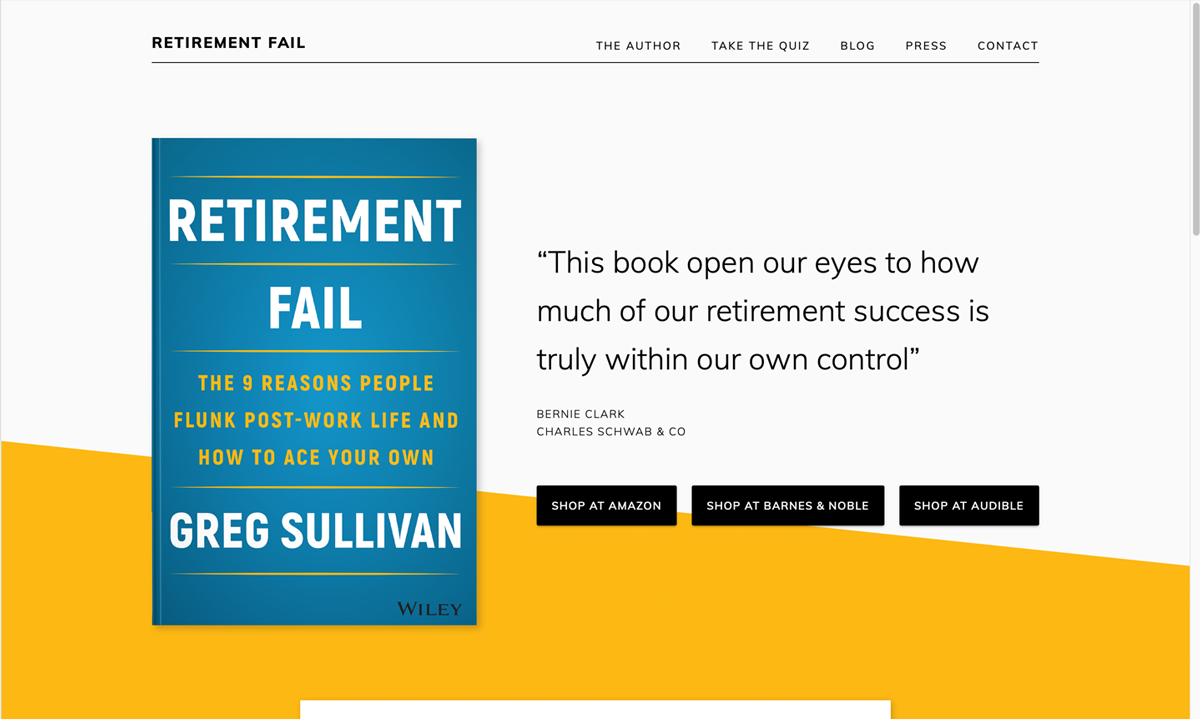 RETIREMENT FAIL
THE AUTHOR TAKE THE QUIZ BLOG PRESS CONTACT
RETIREMENT
FAIL
THE 9 REASONS PEOPLE
FLUNK POST-WORK LIFE AND
HOW TO ACE YOUR OWN
GREG SULLIVAN
WILEY
“This book open our eyes to how
much of our retirement success is
truly within our own control”
BERNIE CLARK
CHARLES SCHWAB & CO
SHOP AT AMAZON SHOP AT BARNES & NOBLE SHOP AT AUDIBLE